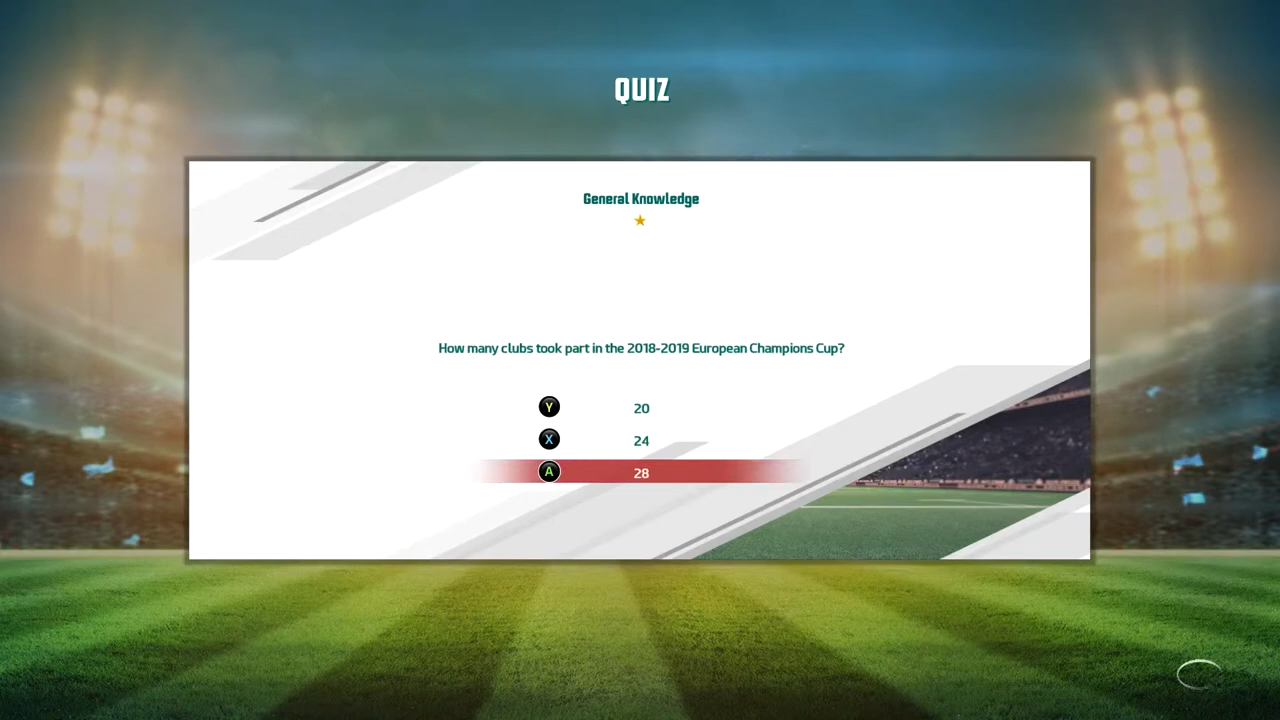 QUIZ
General Knowledge
How many clubs took part in the 2018-2019 European Champions Cup?
Y 20
X 24
A 28